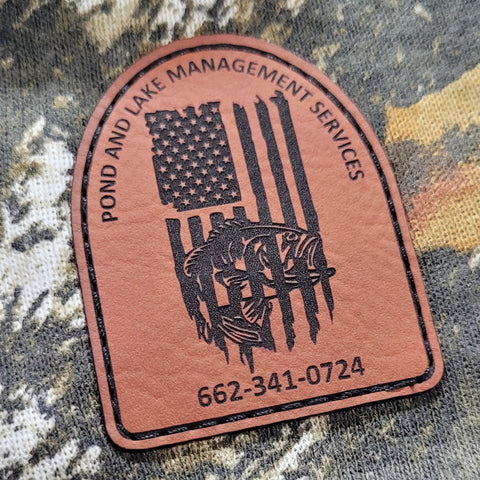 POND AND LAKE MANAGEMENT SERVICES
662-341-0724